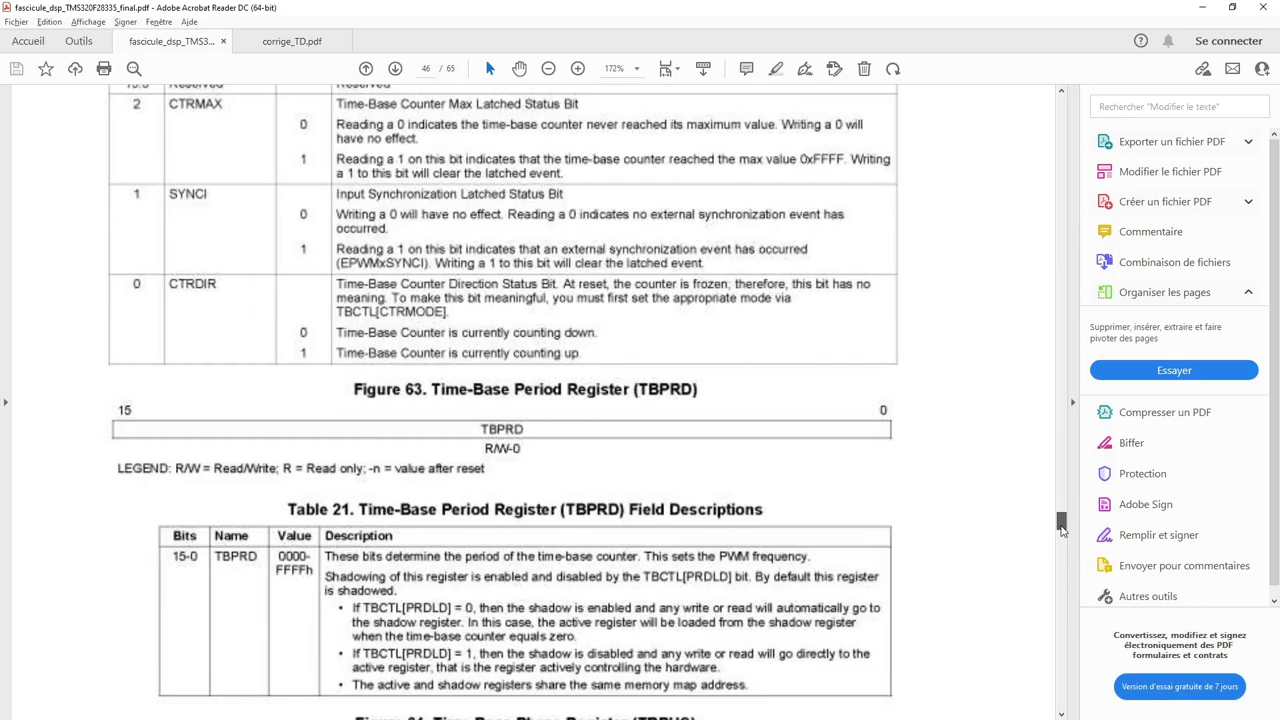 fascicule_dsp_TMS320F28335_final.pdf - Adobe Acrobat Reader DC (64-bit)
Fichier Edition Affichage Signer Fenêtre Aide
Accueil Outils fascicule_dsp_TMS3... × corrige_TD.pdf Se connecter
46 / 65 172%
Reserved Reserved
2 CTRMAX Time-Base Counter Max Latched Status Bit
0 Reading a 0 indicates the time-base counter never reached its maximum value. Writing a 0 will
have no effect.
1 Reading a 1 on this bit indicates that the time-base counter reached the max value 0xFFFF. Writing
a 1 to this bit will clear the latched event.
1 SYNCI Input Synchronization Latched Status Bit
0 Writing a 0 will have no effect. Reading a 0 indicates no external synchronization event has
occurred.
1 Reading a 1 on this bit indicates that an external synchronization event has occurred
(EPWMxSYNCI). Writing a 1 to this bit will clear the latched event.
0 CTRDIR Time-Base Counter Direction Status Bit. At reset, the counter is frozen; therefore, this bit has no
meaning. To make this bit meaningful, you must first set the appropriate mode via
TBCTL[CTRMODE].
0 Time-Base Counter is currently counting down.
1 Time-Base Counter is currently counting up.
Figure 63. Time-Base Period Register (TBPRD)
15 0
TBPRD
R/W-0
LEGEND: R/W = Read/Write; R = Read only; -n = value after reset
Table 21. Time-Base Period Register (TBPRD) Field Descriptions
Bits Name Value Description
15-0 TBPRD 0000- These bits determine the period of the time-base counter. This sets the PWM frequency.
FFFFh
Shadowing of this register is enabled and disabled by the TBCTL[PRDLD] bit. By default this register
is shadowed.
• If TBCTL[PRDLD] = 0, then the shadow is enabled and any write or read will automatically go to
the shadow register. In this case, the active register will be loaded from the shadow register
when the time-base counter equals zero.
• If TBCTL[PRDLD] = 1, then the shadow is disabled and any write or read will go directly to the
active register, that is the register actively controlling the hardware.
• The active and shadow registers share the same memory map address.
Rechercher "Modifier le texte"
Exporter un fichier PDF
Modifier le fichier PDF
Créer un fichier PDF
Commentaire
Combinaison de fichiers
Organiser les pages
Supprimer, insérer, extraire et faire
pivoter des pages
Essayer
Compresser un PDF
Biffer
Protection
Adobe Sign
Remplir et signer
Envoyer pour commentaires
Autres outils
Convertissez, modifiez et signez
électroniquement des PDF
formulaires et contrats
Version d'essai gratuite de 7 jours